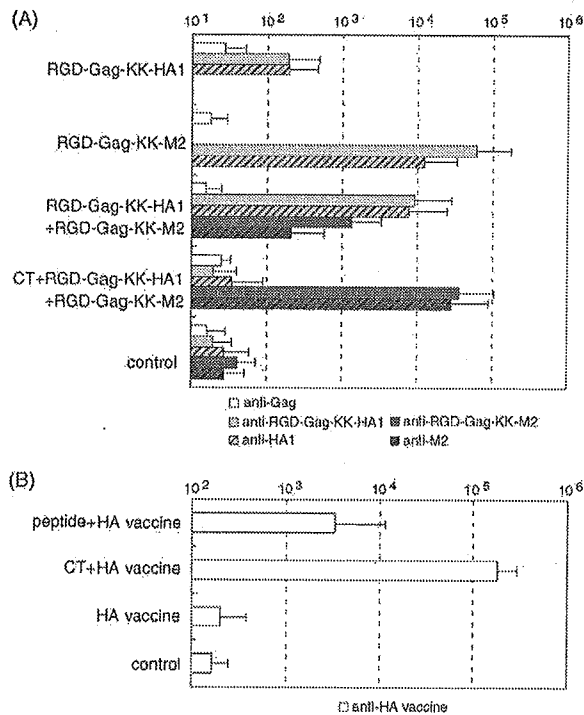 (A)
10¹ 10² 10³ 10⁴ 10⁵ 10⁶
RGD-Gag-KK-HA1
RGD-Gag-KK-M2
RGD-Gag-KK-HA1
+RGD-Gag-KK-M2
CT+RGD-Gag-KK-HA1
+RGD-Gag-KK-M2
control
anti-Gag
anti-RGD-Gag-KK-HA1 anti-RGD-Gag-KK-M2
anti-HA1 anti-M2
(B)
10² 10³ 10⁴ 10⁵ 10⁶
peptide+HA vaccine
CT+HA vaccine
HA vaccine
control
anti-HA vaccine